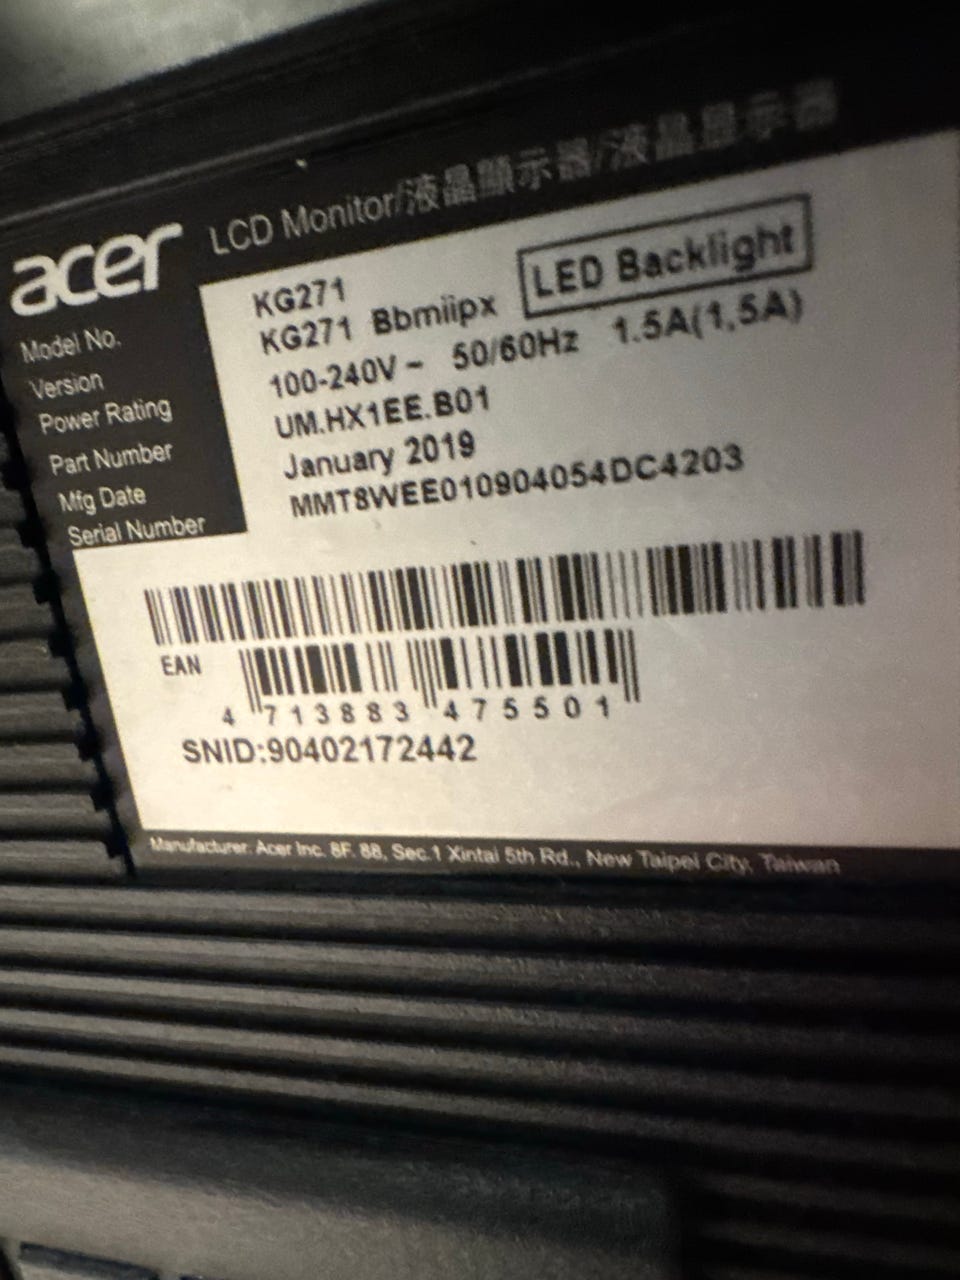 acer LCD Monitor/液晶顯示器/液晶显示器
Model No. KG271
Version KG271 Bbmiipx
LED Backlight
Power Rating 100-240V ~ 50/60Hz 1.5A(1,5A)
Part Number UM.HX1EE.B01
Mfg Date January 2019
Serial Number MMT8WEE010904054DC4203
EAN
4 713883 475501
SNID:90402172442
Manufacturer: Acer Inc. 8F. 88, Sec.1 Xintai 5th Rd., New Taipei City, Taiwan